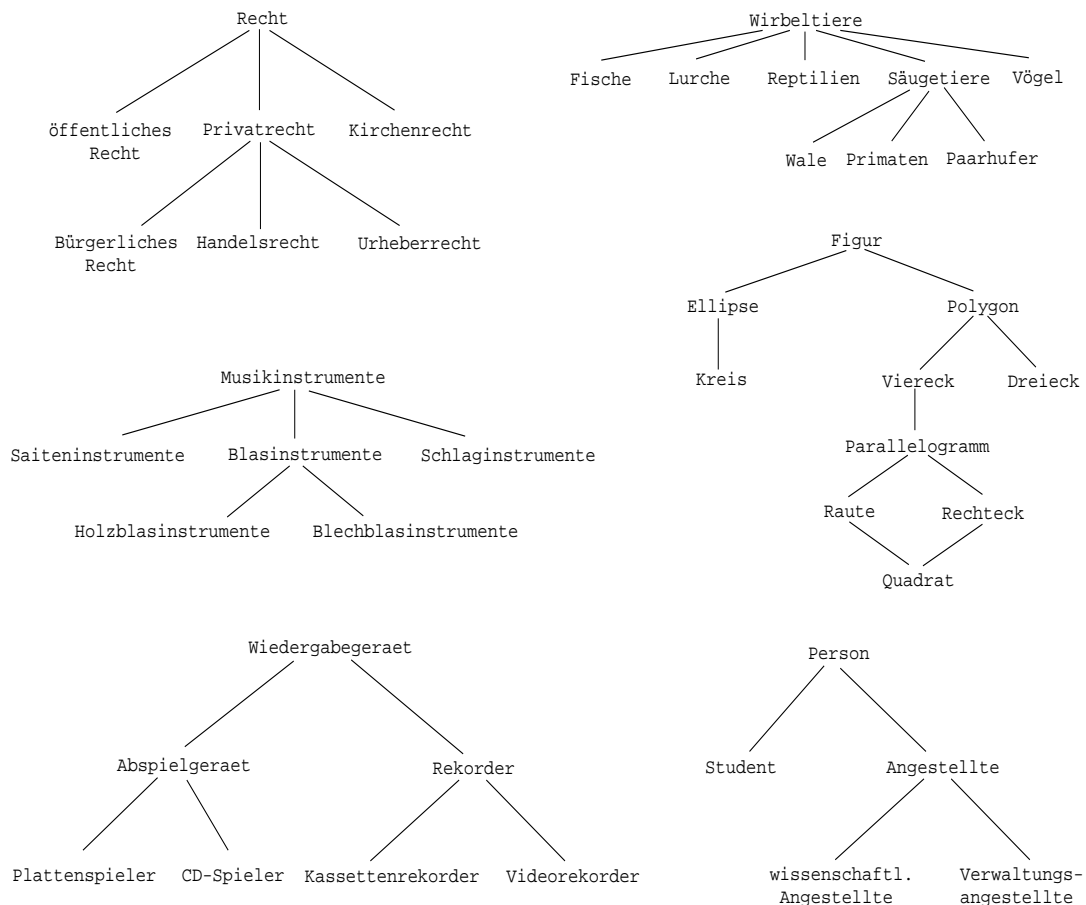 Recht
öffentliches Privatrecht Kirchenrecht
Recht
Bürgerliches Handelsrecht Urheberrecht
Recht
Wirbeltiere
Fische Lurche Reptilien Säugetiere Vögel
Wale Primaten Paarhufer
Musikinstrumente
Saiteninstrumente Blasinstrumente Schlaginstrumente
Holzblasinstrumente Blechblasinstrumente
Figur
Ellipse Polygon
Kreis Viereck Dreieck
Parallelogramm
Raute Rechteck
Quadrat
Wiedergabegeraet
Abspielgeraet Rekorder
Plattenspieler CD-Spieler Kassettenrekorder Videorekorder
Person
Student Angestellte
wissenschaftl. Verwaltungs-
Angestellte angestellte